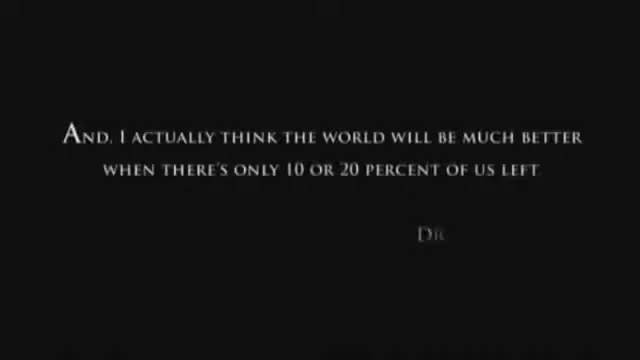 AND, I ACTUALLY THINK THE WORLD WILL BE MUCH BETTER
WHEN THERE'S ONLY 10 OR 20 PERCENT OF US LEFT
DR